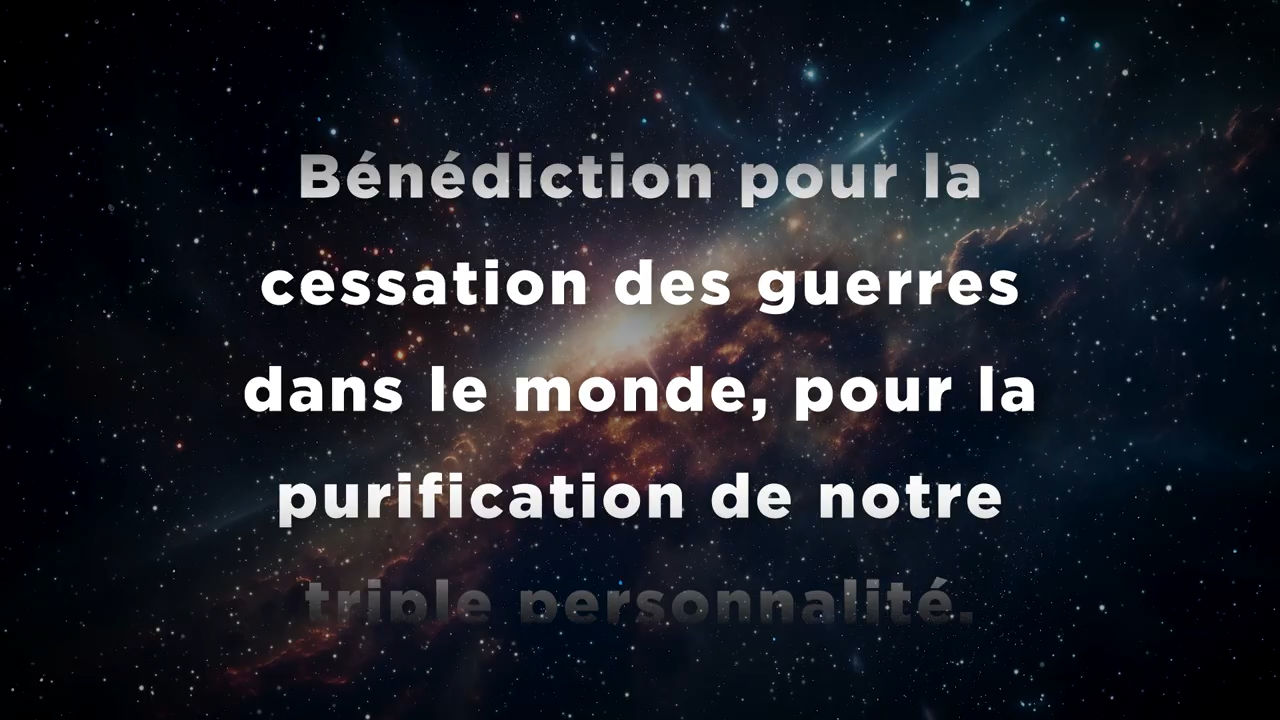 Bénédiction pour la
cessation des guerres
dans le monde, pour la
purification de notre
triple personnalité.